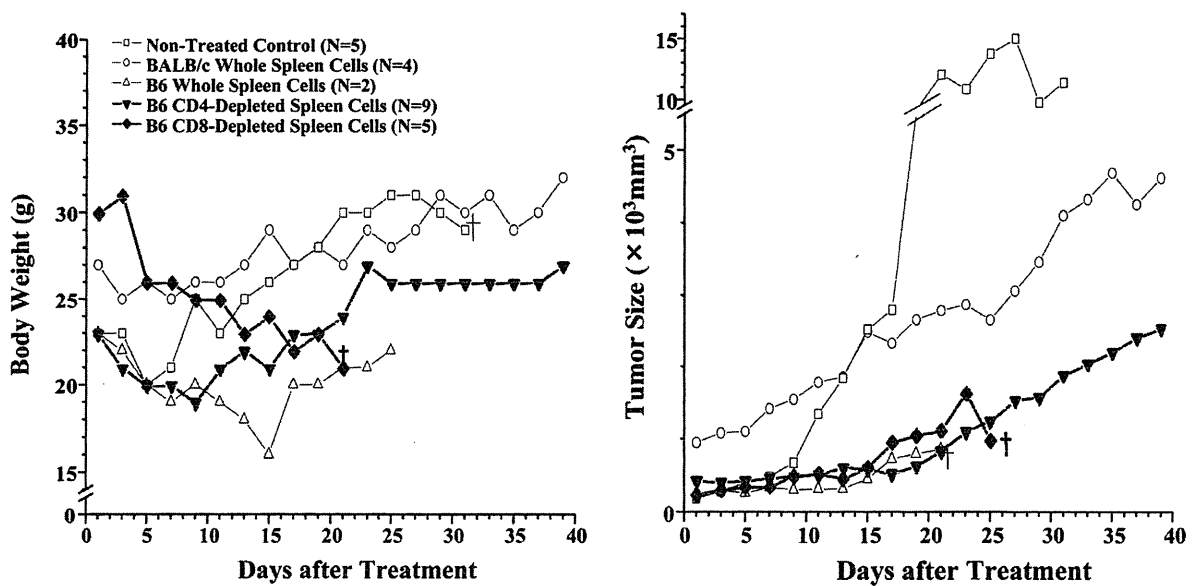 40
35
30
25
20
15
0
Body Weight (g)
Non-Treated Control (N=5)
BALB/c Whole Spleen Cells (N=4)
B6 Whole Spleen Cells (N=2)
B6 CD4-Depleted Spleen Cells (N=9)
B6 CD8-Depleted Spleen Cells (N=5)
†
†
0 5 10 15 20 25 30 35 40
Days after Treatment
15
10
5
0
Tumor Size (×10³mm³)
†
†
0 5 10 15 20 25 30 35 40
Days after Treatment